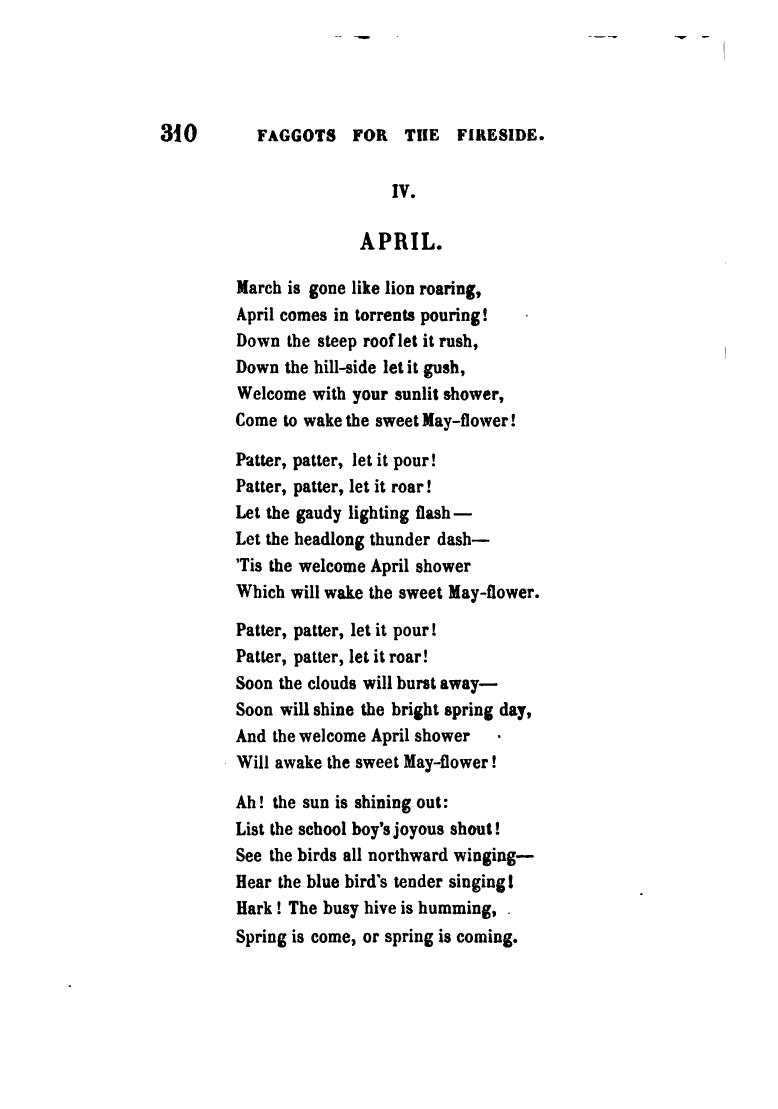 310 FAGGOTS FOR THE FIRESIDE.
IV.
APRIL.
March is gone like lion roaring,
April comes in torrents pouring!
Down the steep roof let it rush,
Down the hill-side let it gush,
Welcome with your sunlit shower,
Come to wake the sweet May-flower!
Patter, patter, let it pour!
Patter, patter, let it roar!
Let the gaudy lighting flash—
Let the headlong thunder dash—
'Tis the welcome April shower
Which will wake the sweet May-flower.
Patter, patter, let it pour!
Patter, patter, let it roar!
Soon the clouds will burst away—
Soon will shine the bright spring day,
And the welcome April shower
Will awake the sweet May-flower!
Ah! the sun is shining out:
List the school boy's joyous shout!
See the birds all northward winging—
Hear the blue bird's tender singing!
Hark! The busy hive is humming,
Spring is come, or spring is coming.